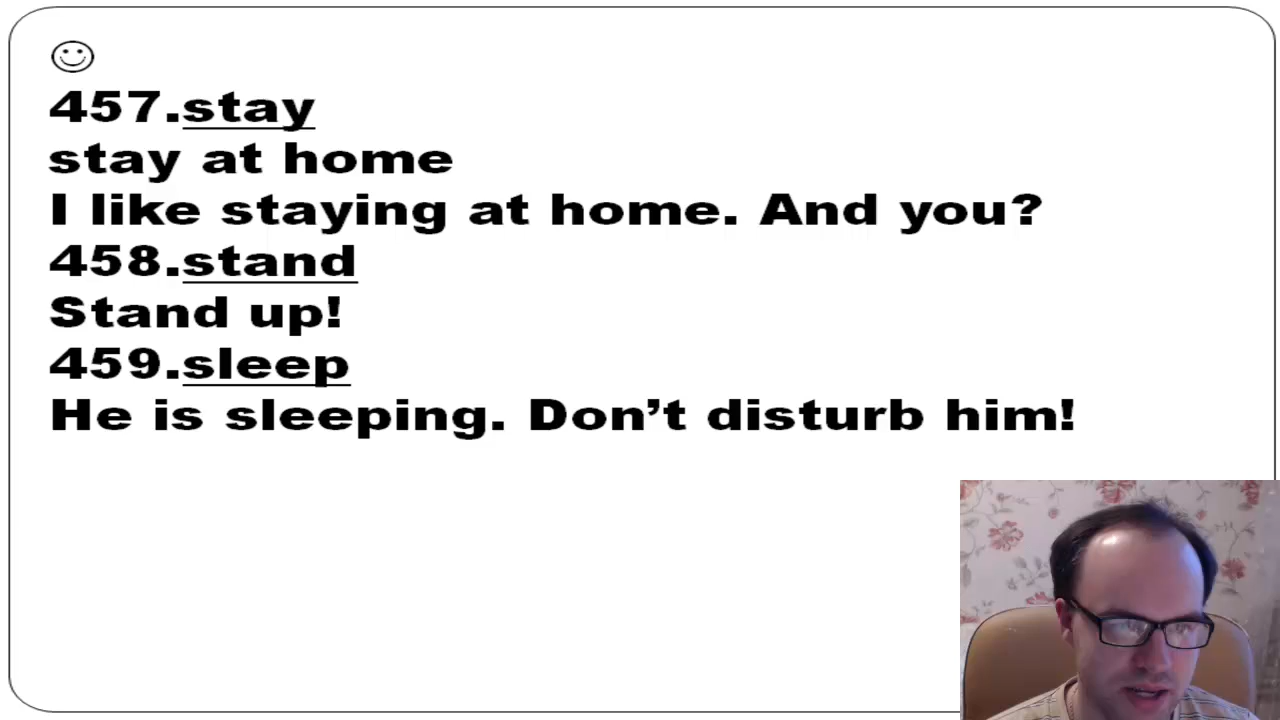 457.stay
stay at home
I like staying at home. And you?
458.stand
Stand up!
459.sleep
He is sleeping. Don’t disturb him!